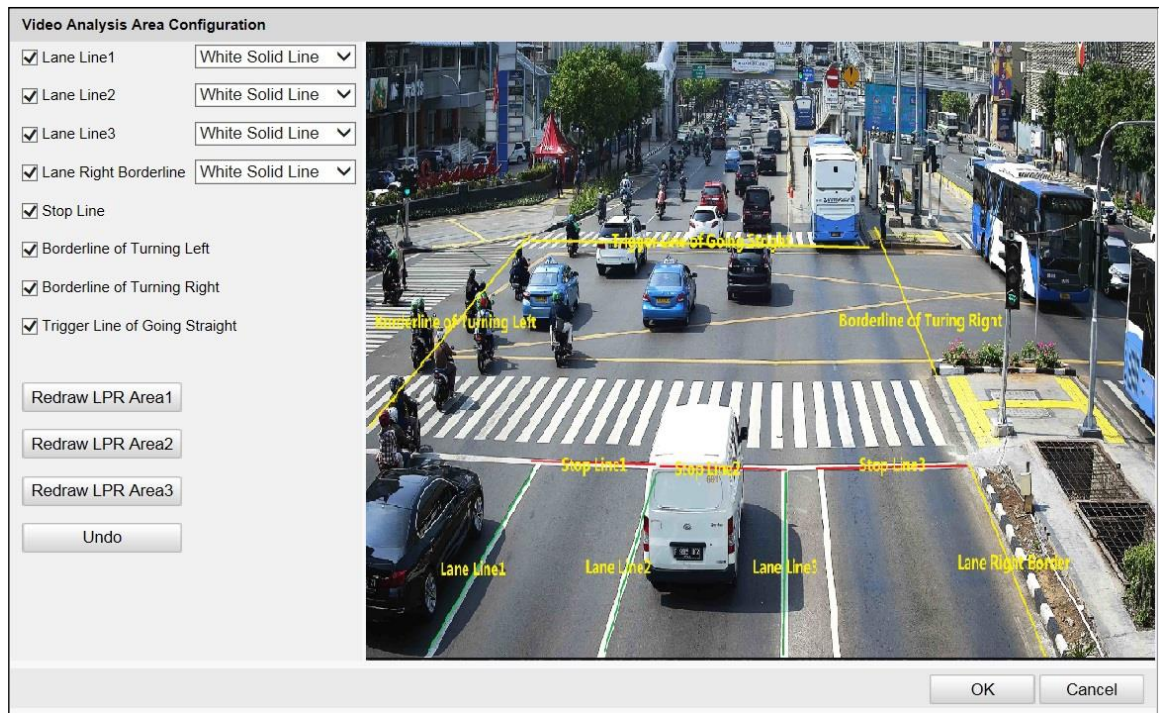 Video Analysis Area Configuration
Lane Line1 White Solid Line
Lane Line2 White Solid Line
Lane Line3 White Solid Line
Lane Right Borderline White Solid Line
Stop Line
Borderline of Turning Left
Borderline of Turning Right
Trigger Line of Going Straight
Redraw LPR Area1
Redraw LPR Area2
Redraw LPR Area3
Undo
Trigger Line of Going Straight
Borderline of Turning Left
Borderline of Turing Right
Stop Line1
Stop Line2
Stop Line3
Lane Line1
Lane Line2
Lane Line3
Lane Right Border
OK
Cancel